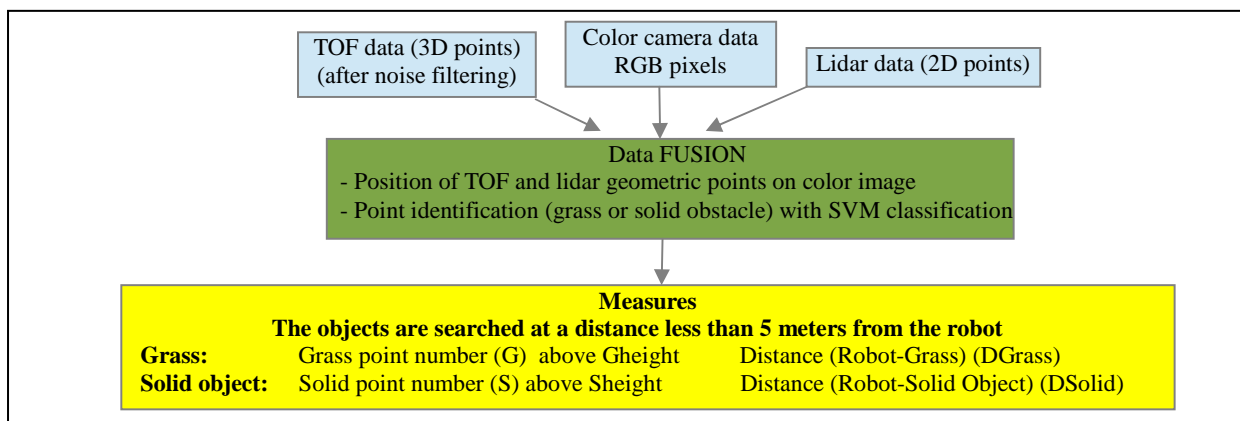 TOF data (3D points)
(after noise filtering)
Color camera data
RGB pixels
Lidar data (2D points)
Data FUSION
- Position of TOF and lidar geometric points on color image
- Point identification (grass or solid obstacle) with SVM classification
Measures
The objects are searched at a distance less than 5 meters from the robot
Grass: Grass point number (G) above Gheight Distance (Robot-Grass) (DGrass)
Solid object: Solid point number (S) above Sheight Distance (Robot-Solid Object) (DSolid)